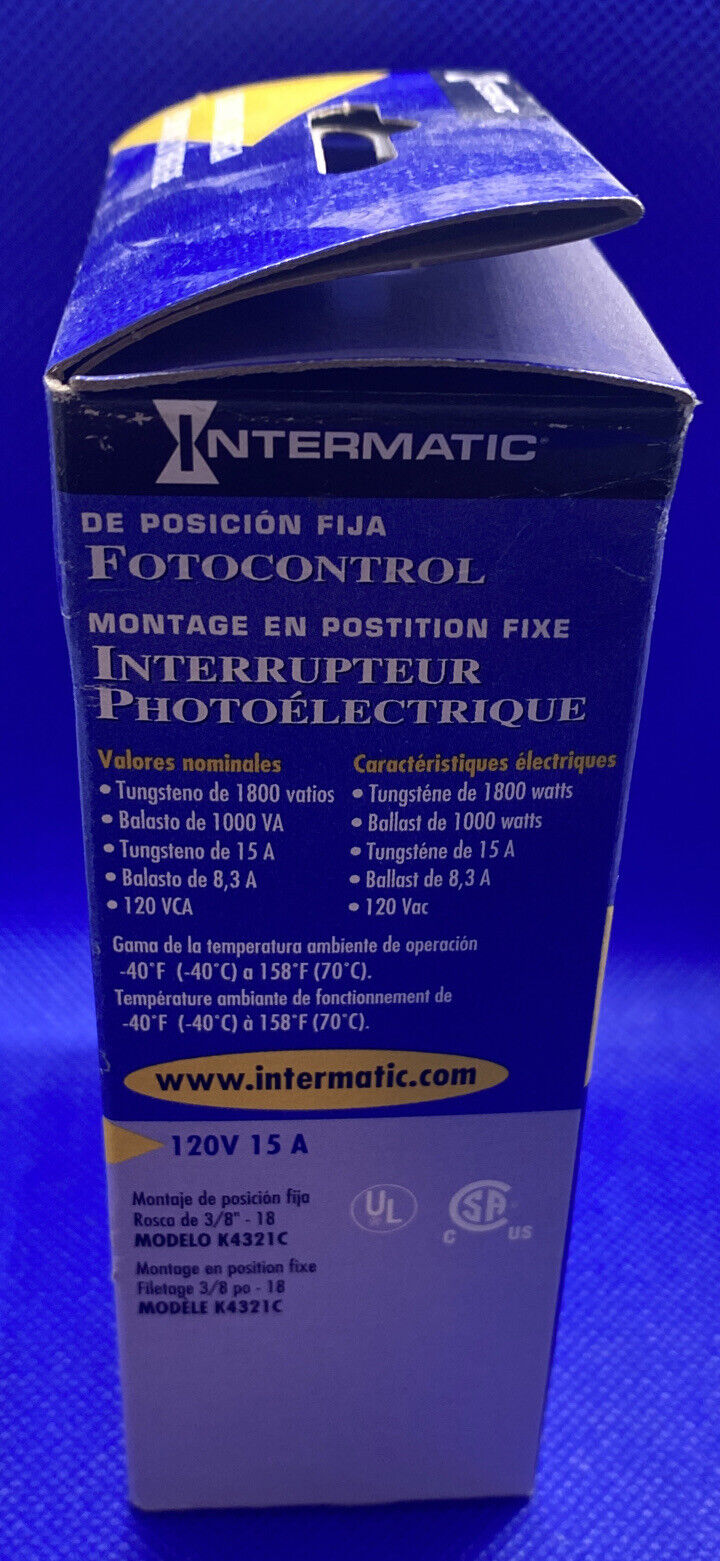 INTERMATIC
DE POSICIÓN FIJA
FOTOCONTROL
MONTAGE EN POSTITION FIXE
INTERRUPTEUR
PHOTOÉLECTRIQUE
Valores nominales
• Tungsteno de 1800 vatios
• Balasto de 1000 VA
• Tungsteno de 15 A
• Balasto de 8,3 A
• 120 VCA
Caractéristiques électriques
• Tungsténe de 1800 watts
• Ballast de 1000 watts
• Tungsténe de 15 A
• Ballast de 8,3 A
• 120 Vac
Gama de la temperatura ambiente de operación
-40°F (-40°C) a 158°F (70°C).
Température ambiante de fonctionnement de
-40°F (-40°C) à 158°F (70°C).
www.intermatic.com
120V 15 A
Montaje de posición fija
Rosca de 3/8" - 18
MODELO K4321C
Montage en position fixe
Filetage 3/8 po - 18
MODÈLE K4321C
UL
C SA US